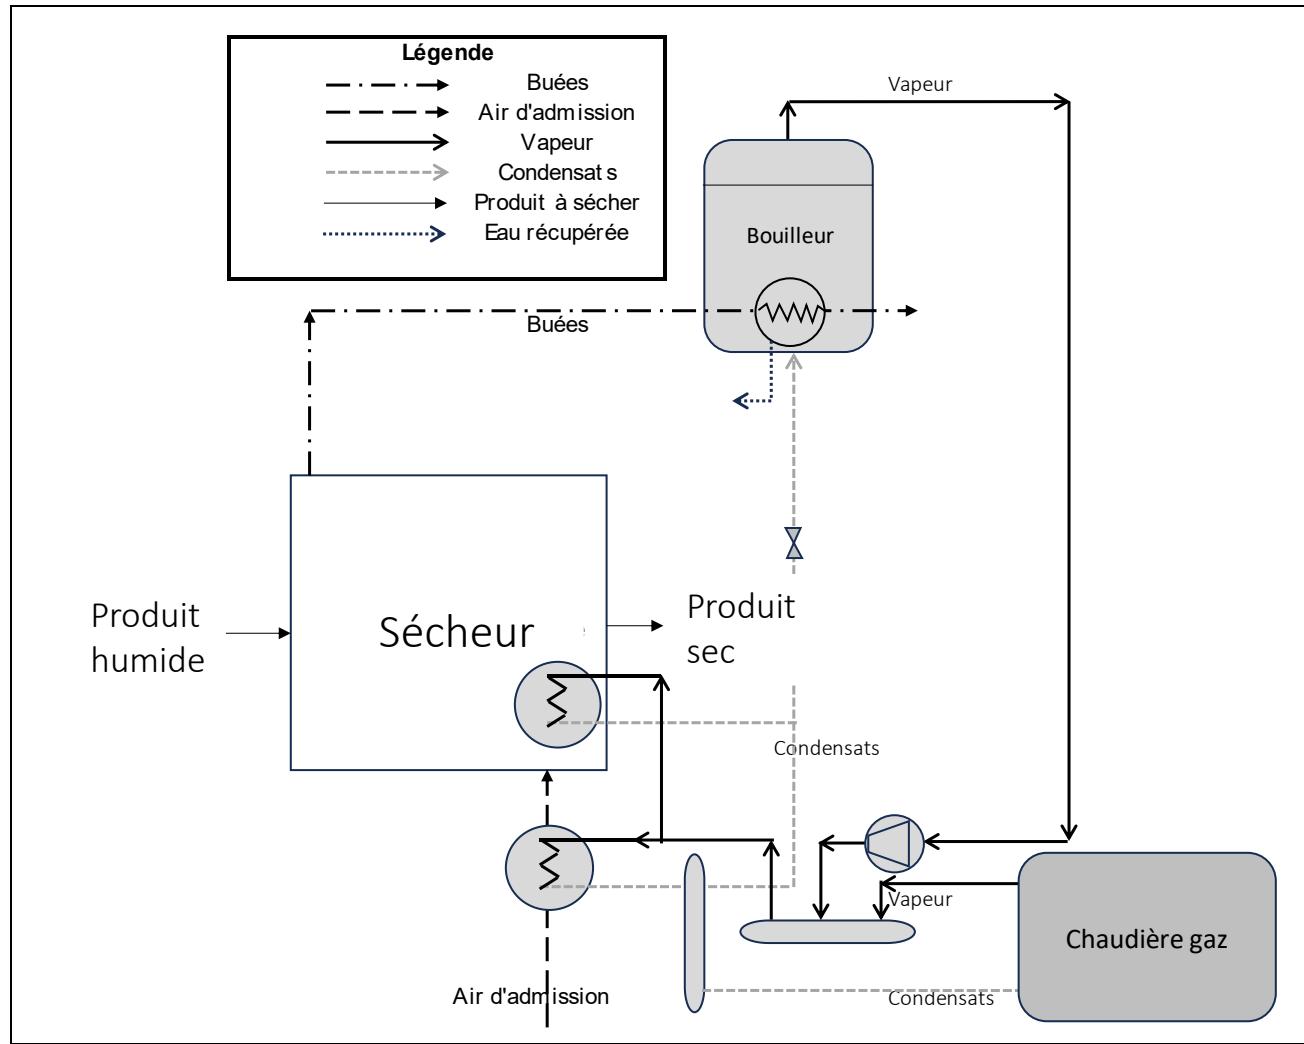 Légende
Buées
Air d'admission
Vapeur
Condensats
Produit à sécher
Eau récupérée
Vapeur
Bouilleur
Buées
Produit
humide
Sécheur
Produit
sec
Condensats
Vapeur
Chaudière gaz
Air d'admission
Condensats